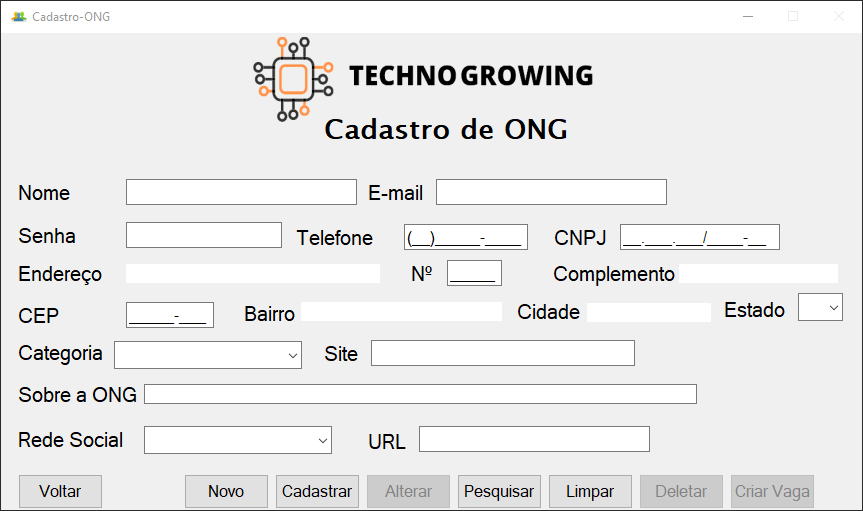 Cadastro-ONG
TECHNO GROWING
Cadastro de ONG
Nome E-mail
Senha Telefone (__)_____-____ CNPJ __.___.___/____-__
Endereço Nº _____ Complemento
CEP _____-___ Bairro Cidade Estado
Categoria Site
Sobre a ONG
Rede Social URL
Voltar Novo Cadastrar Alterar Pesquisar Limpar Deletar Criar Vaga